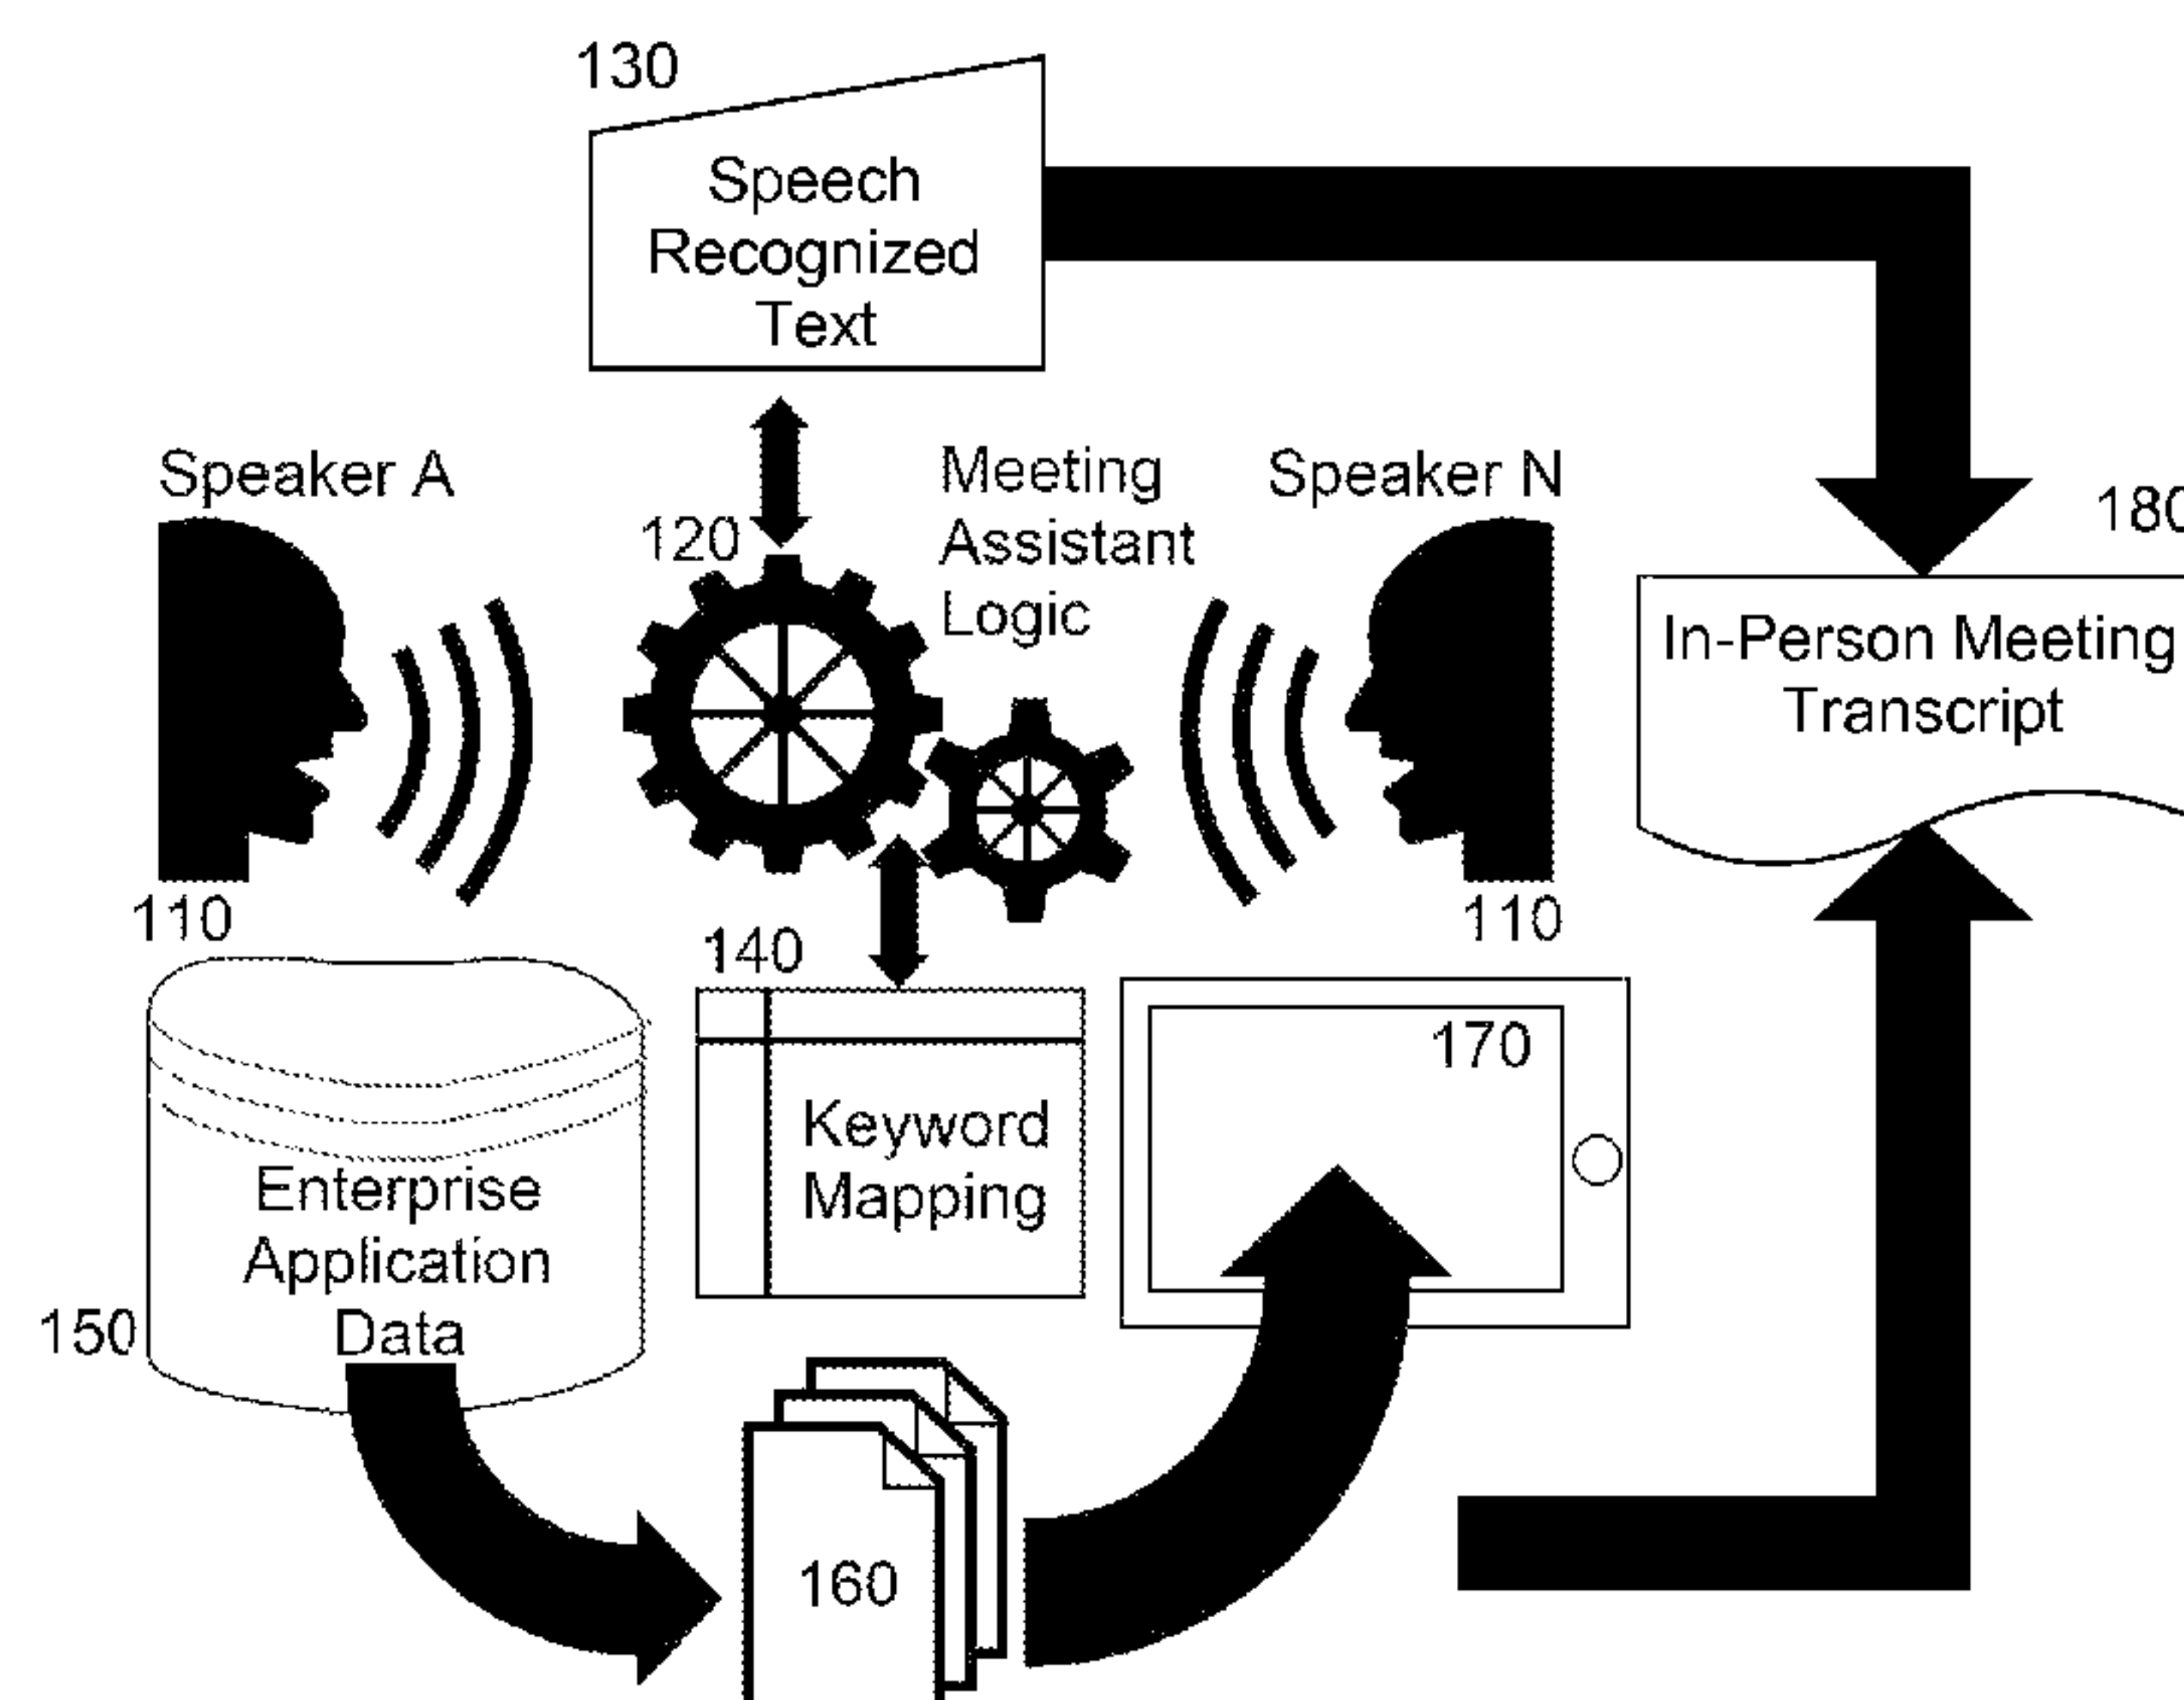 130
Speech
Recognized
Text
Speaker A
120
Meeting
Assistant
Logic
Speaker N
180
In-Person Meeting
Transcript
110
110
140
Keyword
Mapping
170
Enterprise
Application
Data
150
160